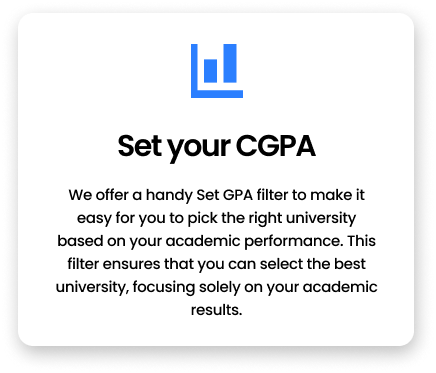 Set your CGPA
We offer a handy Set GPA filter to make it
easy for you to pick the right university
based on your academic performance. This
filter ensures that you can select the best
university, focusing solely on your academic
results.